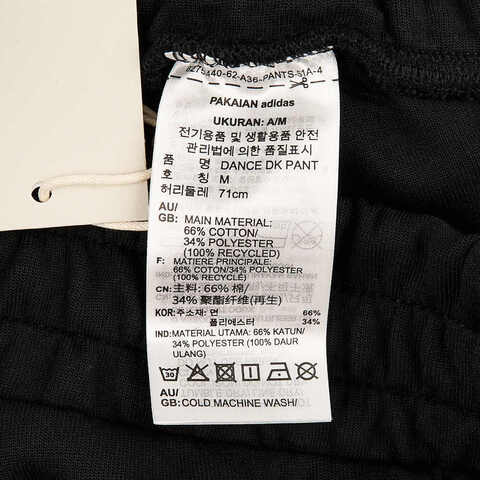 PAKAIAN adidas
UKURAN: A/M
전기용품 및 생활용품 안전
관리법에 의한 품질표시
품 명 DANCE DK PANT
호 칭 M
허리둘레 71cm
AU/
GB: MAIN MATERIAL:
66% COTTON/
34% POLYESTER
(100% RECYCLED)
F: MATIERE PRINCIPALE:
66% COTON/34% POLYESTER
(100% RECYCLÉ)
CN: 主料: 66% 棉/
34% 聚酯纤维(再生)
KOR: 주소재: 면 66%
폴리에스터 34%
IND: MATERIAL UTAMA: 66% KATUN/
34% POLYESTER (100% DAUR
ULANG)
30
AU/
GB: COLD MACHINE WASH/